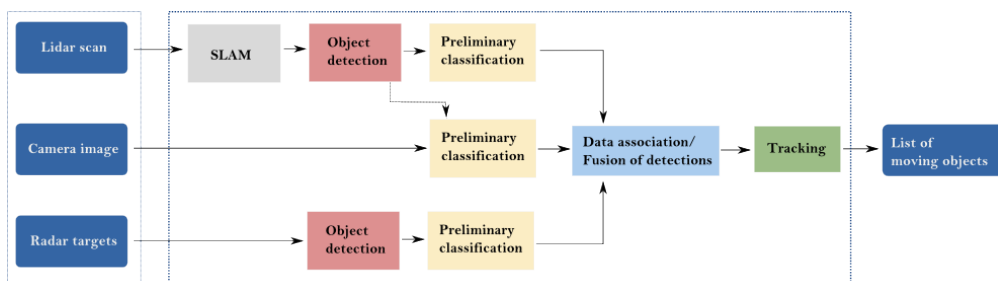 Lidar scan
SLAM
Object
detection
Preliminary
classification
Camera image
Preliminary
classification
Data association/
Fusion of detections
Tracking
List of
moving objects
Radar targets
Object
detection
Preliminary
classification